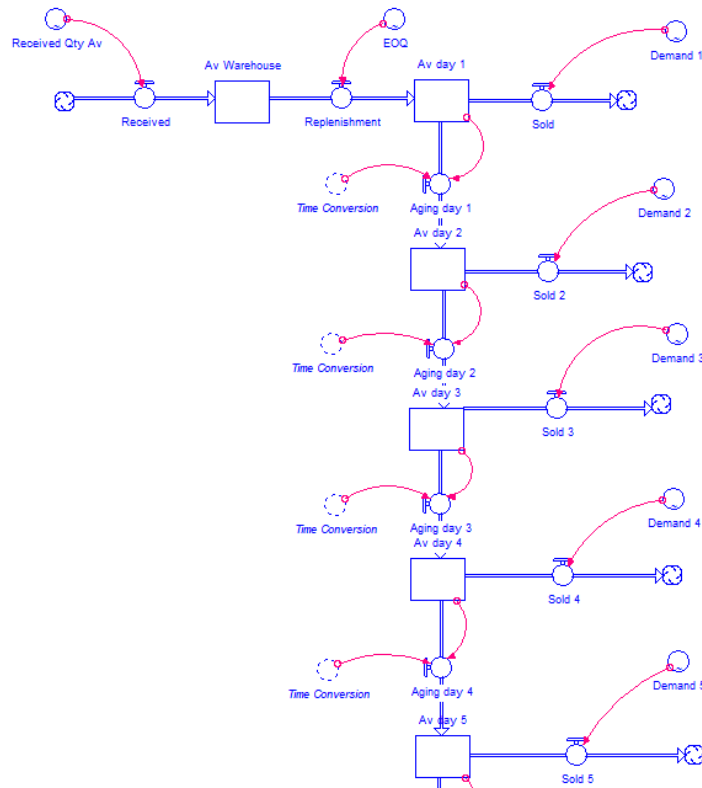 Received Qty Av
EOQ
Demand 1
Av Warehouse
Av day 1
Received
Replenishment
Sold
Time Conversion
Aging day 1
Demand 2
Av day 2
Sold 2
Time Conversion
Aging day 2
Demand 3
Av day 3
Sold 3
Time Conversion
Aging day 3
Demand 4
Av day 4
Sold 4
Time Conversion
Aging day 4
Demand 5
Av day 5
Sold 5